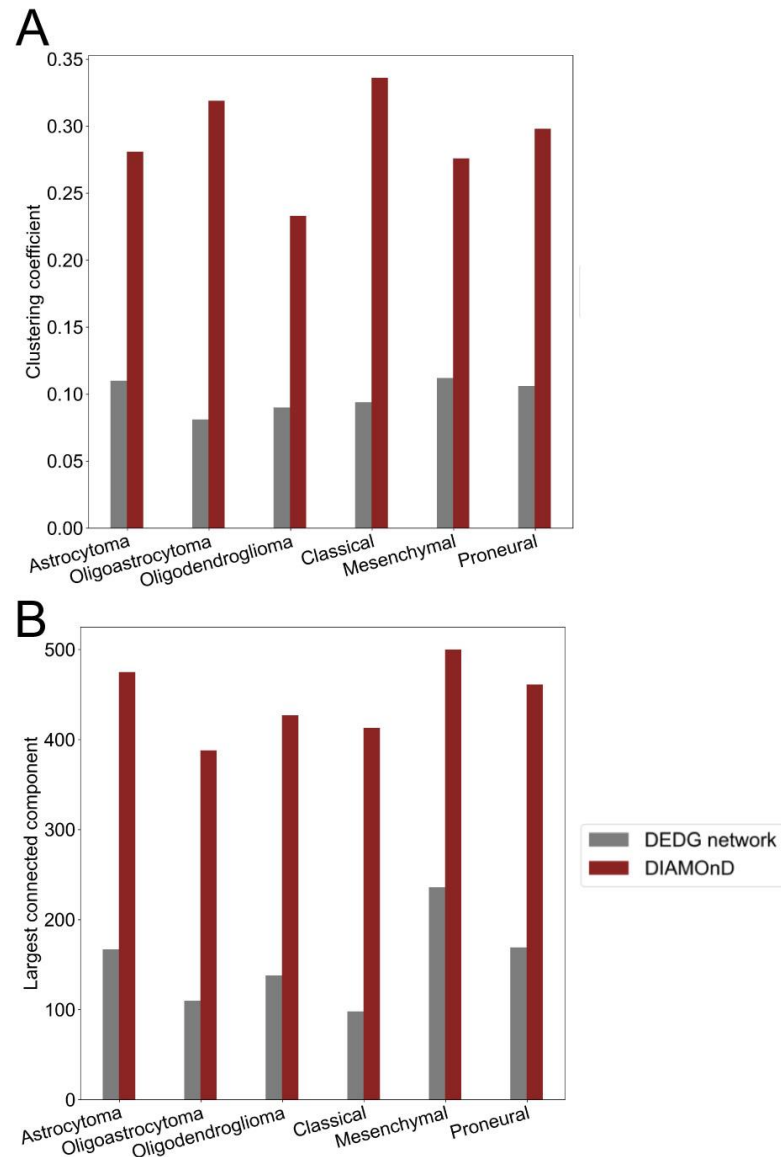 A
0.35
0.30
0.25
0.20
0.15
0.10
0.05
0.00
Clustering coefficient
Astrocytoma
Oligoastrocytoma
Oligodendroglioma
Classical
Mesenchymal
Proneural
B
500
400
300
200
100
0
Largest connected component
DEDG network
DIAMOnD
Astrocytoma
Oligoastrocytoma
Oligodendroglioma
Classical
Mesenchymal
Proneural